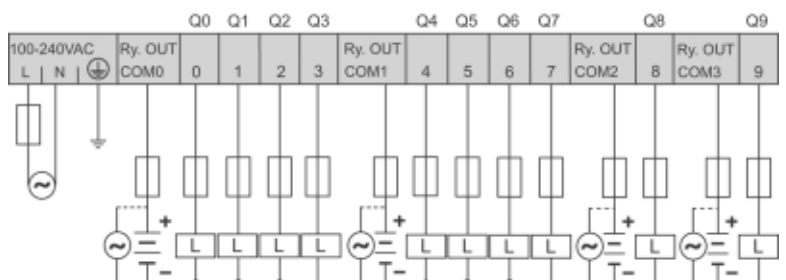 Q0 Q1 Q2 Q3 Q4 Q5 Q6 Q7 Q8 Q9
100-240VAC Ry. OUT Ry. OUT Ry. OUT Ry. OUT
L N COM0 0 1 2 3 COM1 4 5 6 7 COM2 8 COM3 9
+ + + +
~ L L L L ~ L L L L ~ L ~ L
− − − −